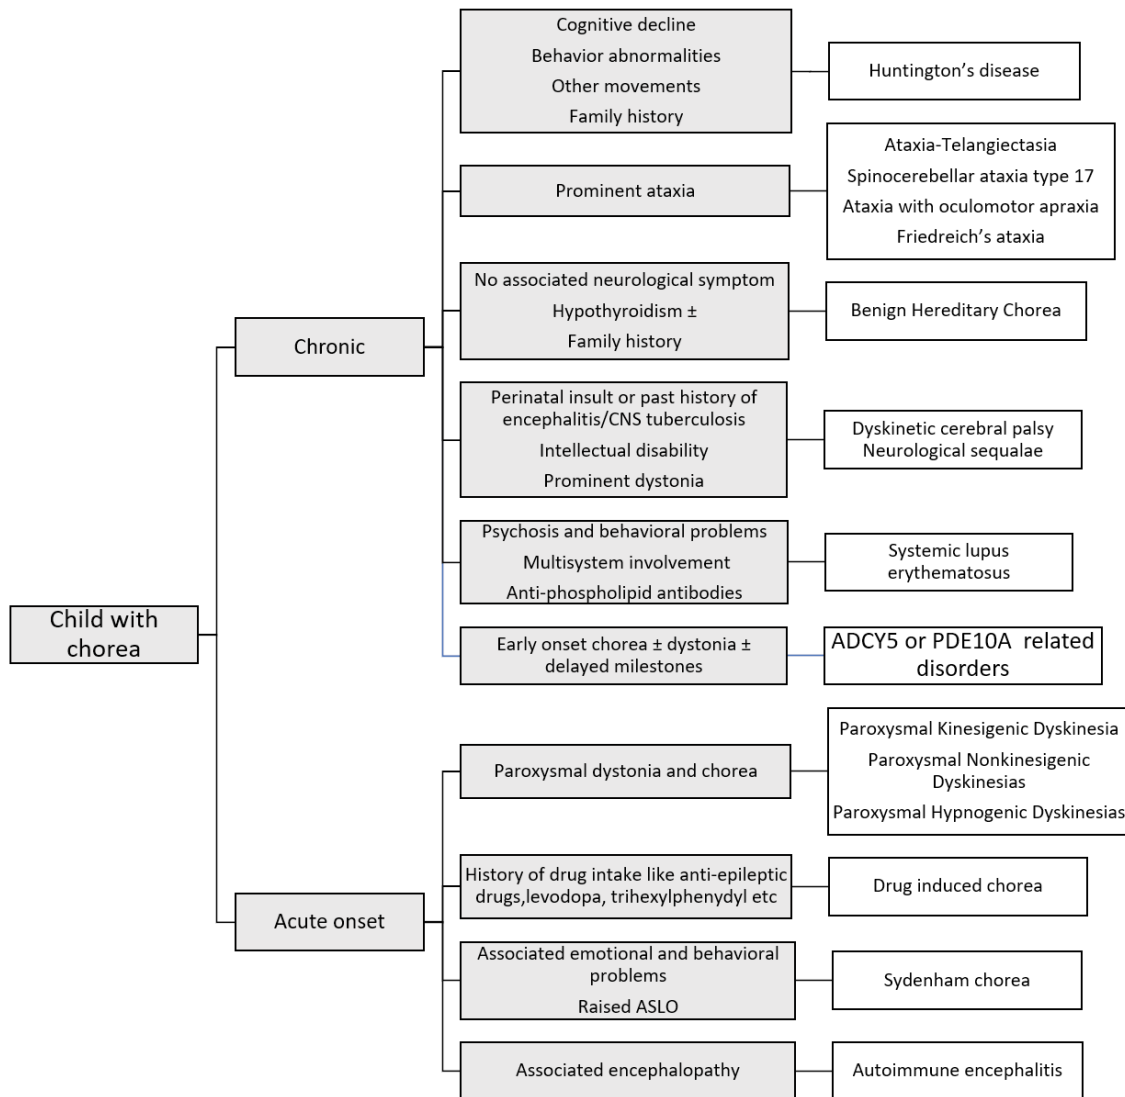 Child with
chorea
Chronic
Cognitive decline
Behavior abnormalities
Other movements
Family history
Huntington's disease
Prominent ataxia
Ataxia-Telangiectasia
Spinocerebellar ataxia type 17
Ataxia with oculomotor apraxia
Friedreich's ataxia
No associated neurological symptom
Hypothyroidism ±
Family history
Benign Hereditary Chorea
Perinatal insult or past history of
encephalitis/CNS tuberculosis
Intellectual disability
Prominent dystonia
Dyskinetic cerebral palsy
Neurological sequalae
Psychosis and behavioral problems
Multisystem involvement
Anti-phospholipid antibodies
Systemic lupus
erythematosus
Early onset chorea ± dystonia ±
delayed milestones
ADCY5 or PDE10A related
disorders
Acute onset
Paroxysmal dystonia and chorea
Paroxysmal Kinesigenic Dyskinesia
Paroxysmal Nonkinesigenic
Dyskinesias
Paroxysmal Hypnogenic Dyskinesias
History of drug intake like anti-epileptic
drugs,levodopa, trihexylphendyl etc
Drug induced chorea
Associated emotional and behavioral
problems
Raised ASLO
Sydenham chorea
Associated encephalopathy
Autoimmune encephalitis